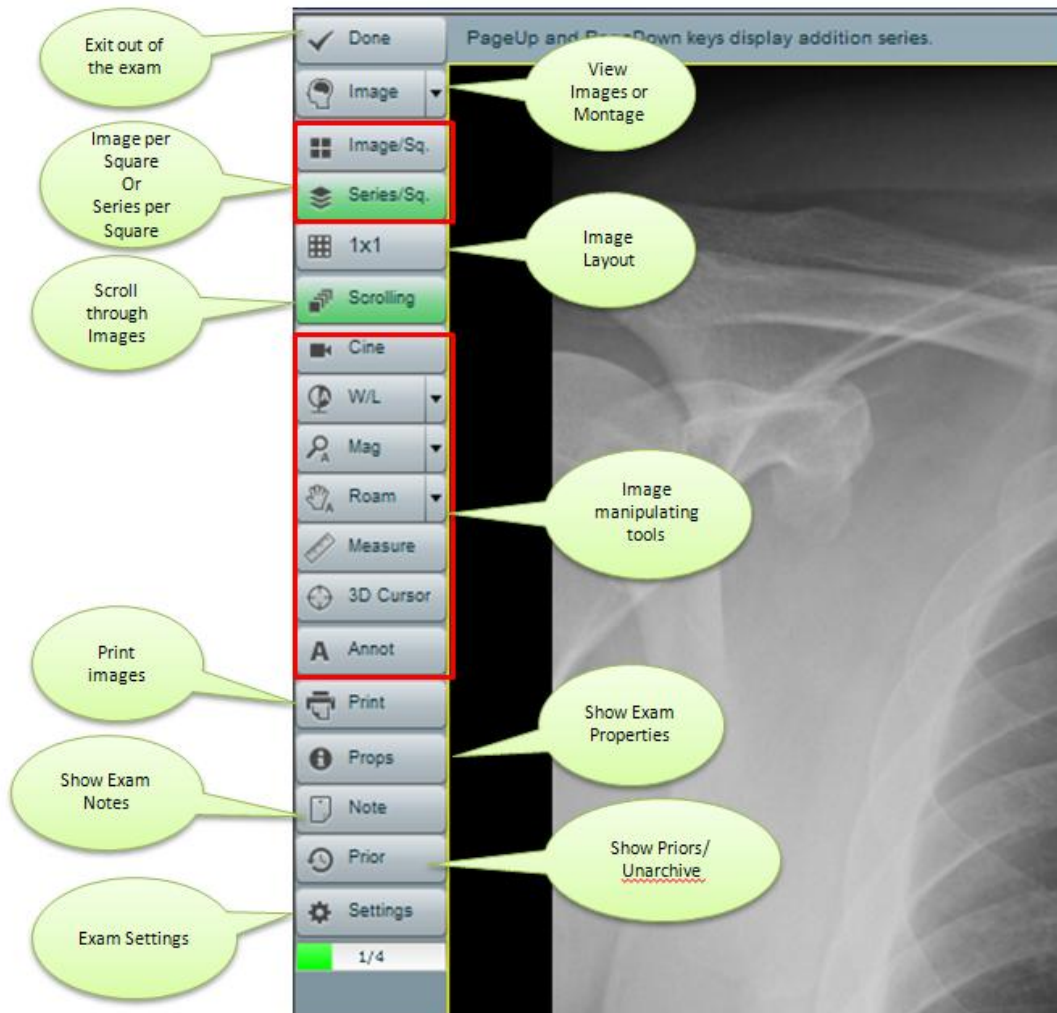 Exit out of
the exam
Done
PageUp and PageDown keys display addition series.
Image
View
Images or
Montage
Image per
Square
Or
Series per
Square
Image/Sq.
Series/Sq.
1x1
Image
Layout
Scroll
through
Images
Scrolling
Cine
W/L
Mag
Roam
Measure
3D Cursor
Annot
Image
manipulating
tools
Print
images
Print
Props
Show Exam
Properties
Show Exam
Notes
Note
Prior
Show Priors/
Unarchive
Exam Settings
Settings
1/4